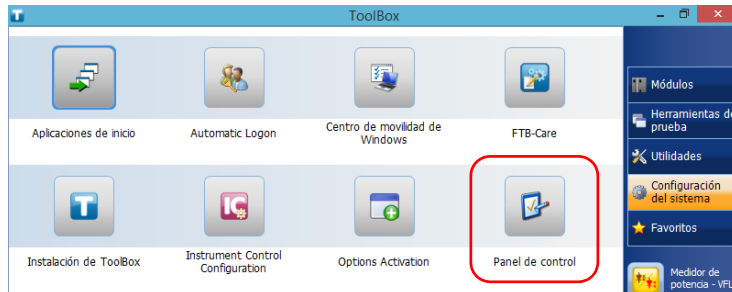 ToolBox
Aplicaciones de inicio
Automatic Logon
Centro de movilidad de
Windows
FTB-Care
Instalación de ToolBox
Instrument Control
Configuration
Options Activation
Panel de control
Módulos
Herramientas de
prueba
Utilidades
Configuración
del sistema
Favoritos
Medidor de
potencia - VFL